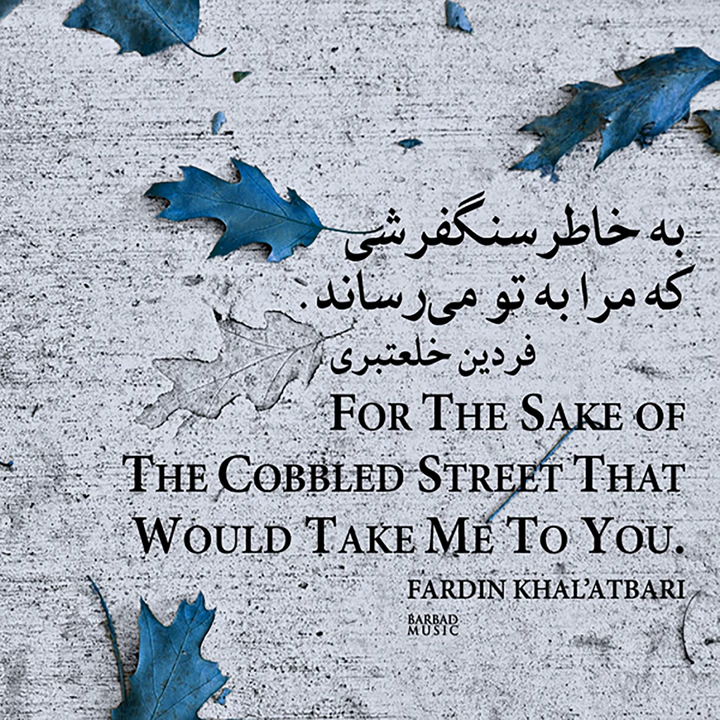 به خاطر سنگفرشی
که مرا به تو می‌رساند.
فردین خلعتبری
FOR THE SAKE OF
THE COBBLED STREET THAT
WOULD TAKE ME TO YOU.
FARDIN KHAL'ATBARI
BARBAD
MUSIC